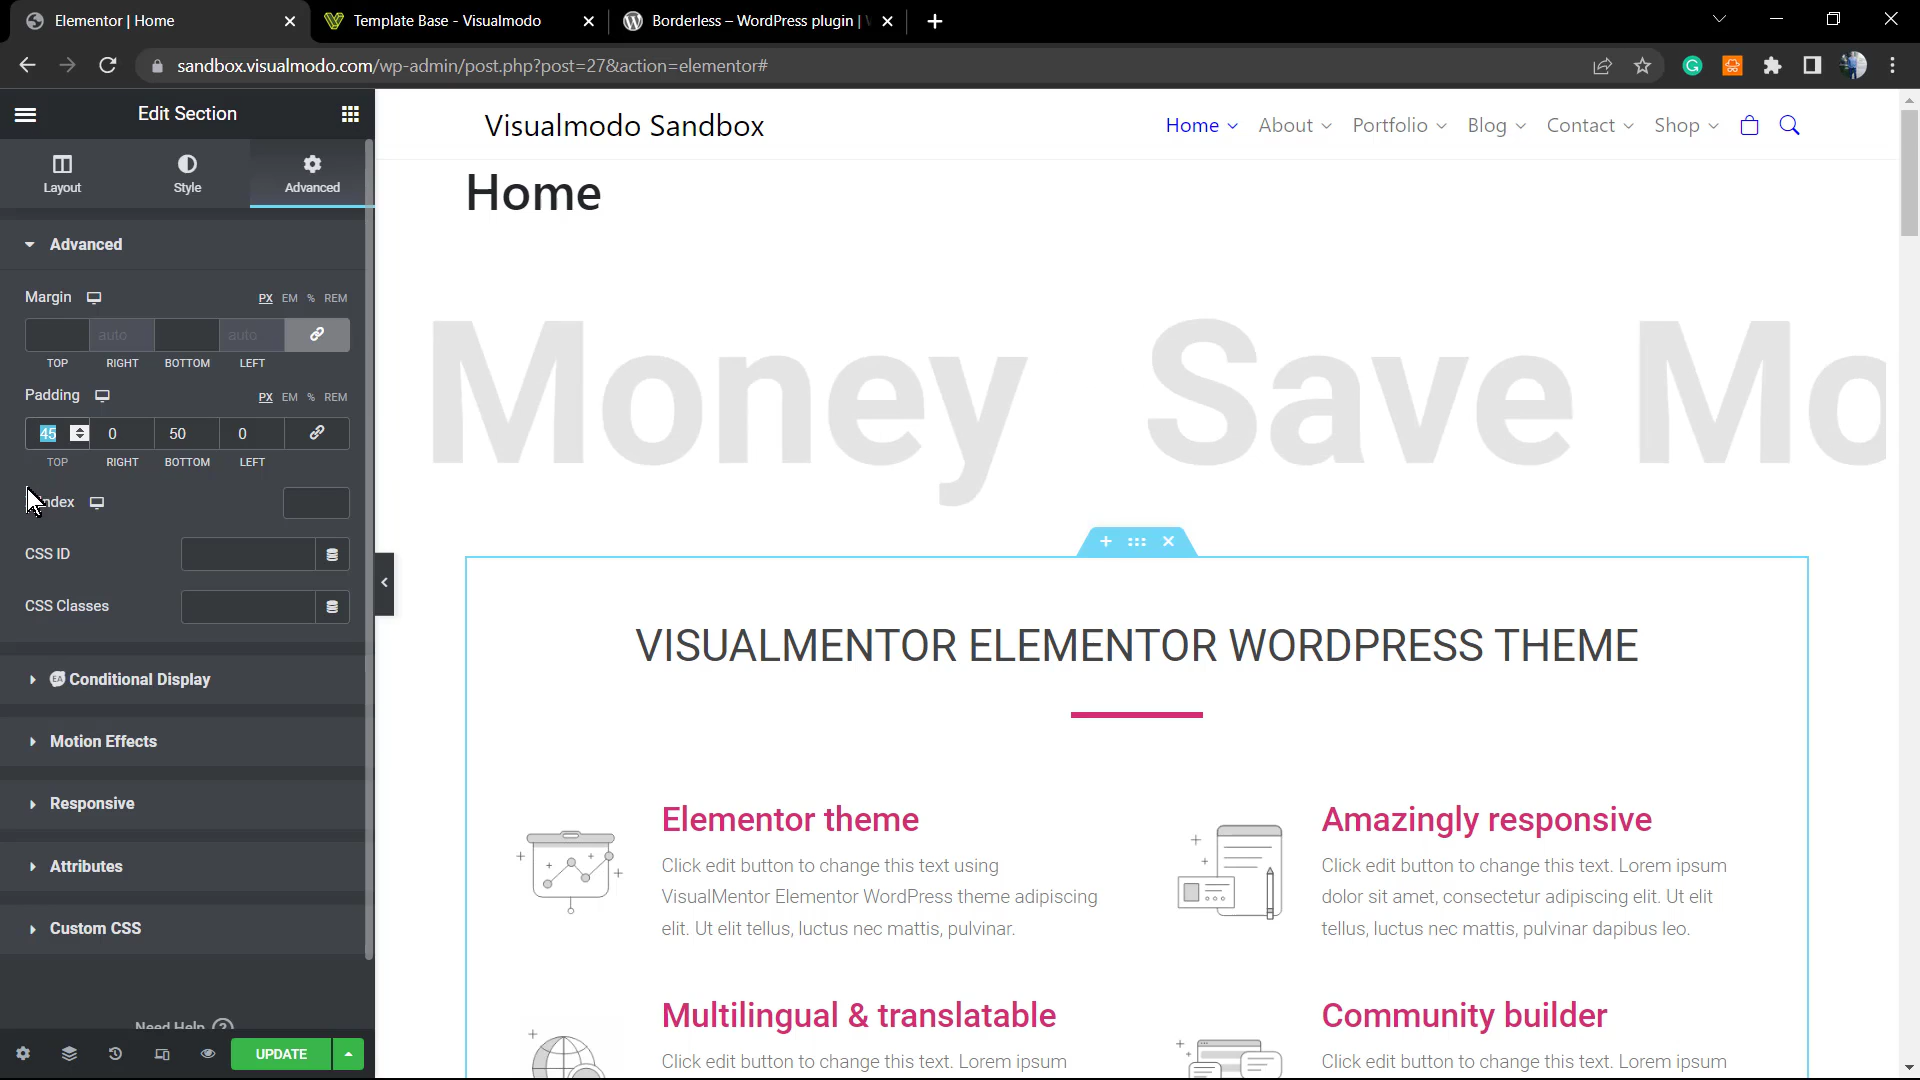 Elementor | Home
Template Base - Visualmodo
Borderless – WordPress plugin |
sandbox.visualmodo.com/wp-admin/post.php?post=27&action=elementor#
Edit Section
Layout
Style
Advanced
Advanced
Margin
PX EM % REM
auto
auto
TOP RIGHT BOTTOM LEFT
Padding
PX EM % REM
45 0 50 0
TOP RIGHT BOTTOM LEFT
ndex
CSS ID
CSS Classes
EA Conditional Display
Motion Effects
Responsive
Attributes
Custom CSS
Need Help ?
UPDATE
Visualmodo Sandbox
Home About Portfolio Blog Contact Shop
Home
Money Save Mo
VISUALMENTOR ELEMENTOR WORDPRESS THEME
Elementor theme
Click edit button to change this text using
VisualMentor Elementor WordPress theme adipiscing
elit. Ut elit tellus, luctus nec mattis, pulvinar.
Amazingly responsive
Click edit button to change this text. Lorem ipsum
dolor sit amet, consectetur adipiscing elit. Ut elit
tellus, luctus nec mattis, pulvinar dapibus leo.
Multilingual & translatable
Click edit button to change this text. Lorem ipsum
Community builder
Click edit button to change this text. Lorem ipsum